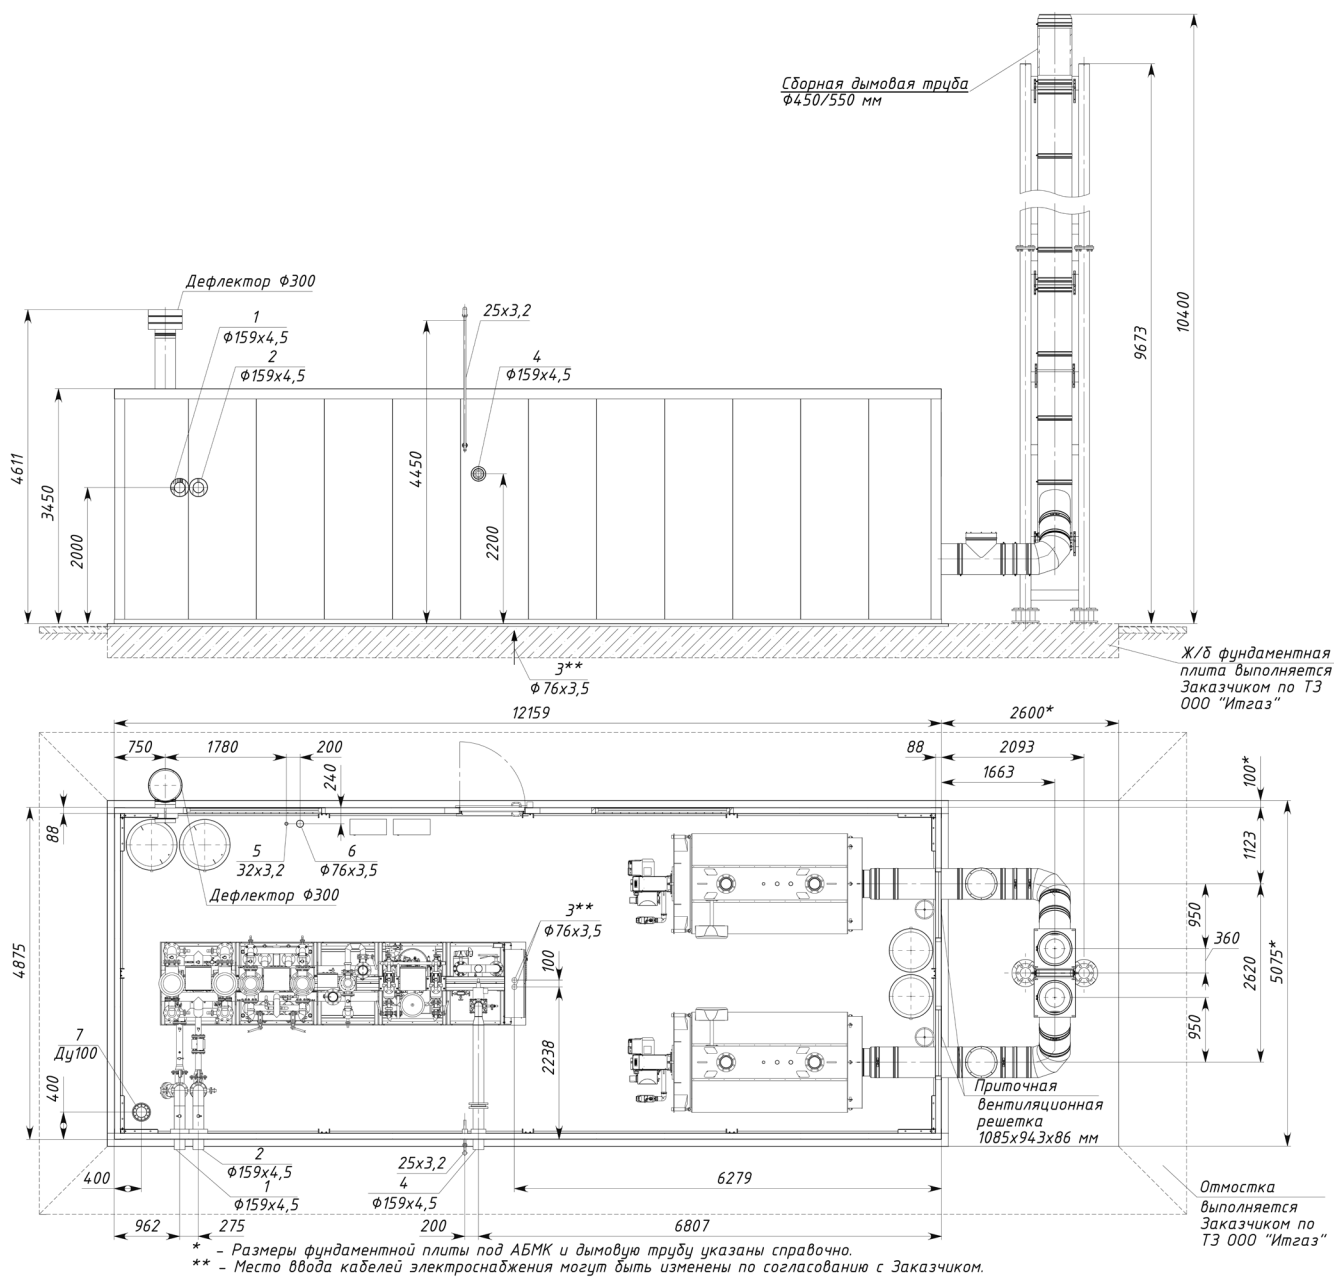 Сборная дымовая труба
Ф450/550 мм
10400
9673
Дефлектор Ф300
1
Ф159х4,5
2
Ф159х4,5
25х3,2
4
Ф159х4,5
4611
3450
2000
4450
2200
3**
Ф76х3,5
Ж/б фундаментная
плита выполняется
Заказчиком по ТЗ
ООО "Итгаз"
12159
2600*
750
1780
200
240
88
2093
1663
100*
88
1123
5
32х3,2
6
Ф76х3,5
Дефлектор Ф300
3**
Ф76х3,5
100
950
360
4875
2620
5075*
950
2238
7
Ду100
400
Приточная
вентиляционная
решетка
1085х943х86 мм
2
Ф159х4,5
1
Ф159х4,5
25х3,2
4
Ф159х4,5
400
6279
962
275
200
6807
Отмостка
выполняется
Заказчиком по
ТЗ ООО "Итгаз"
* – Размеры фундаментной плиты под АБМК и дымовую трубу указаны справочно.
** – Место ввода кабелей электроснабжения могут быть изменены по согласованию с Заказчиком.